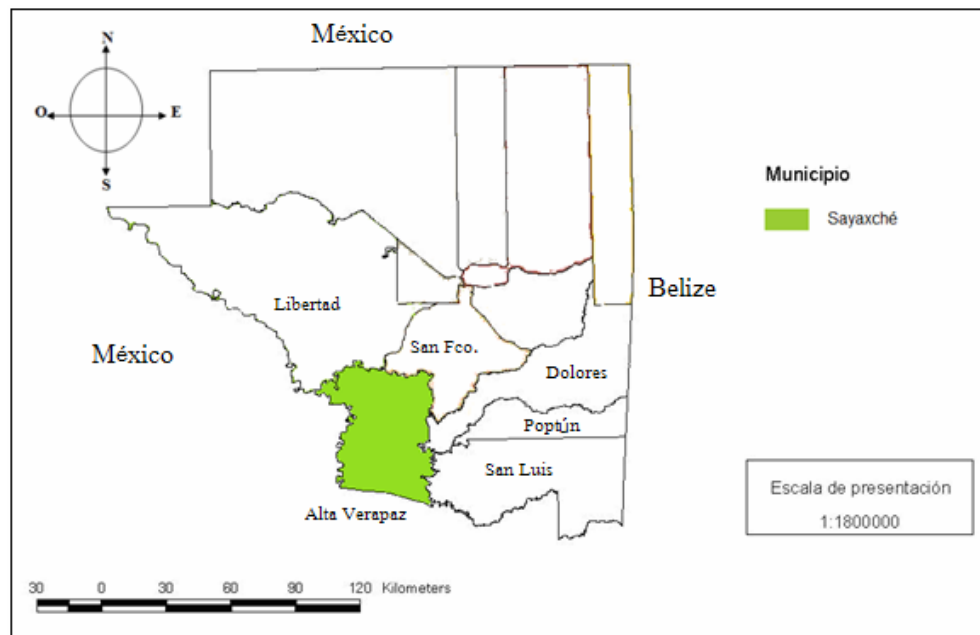 México
N
O E
S
Municipio
Sayaxché
Belize
Libertad
México
San Fco.
Dolores
Poptún
San Luis
Alta Verapaz
Escala de presentación
1:1800000
30 0 30 60 90 120 Kilometers